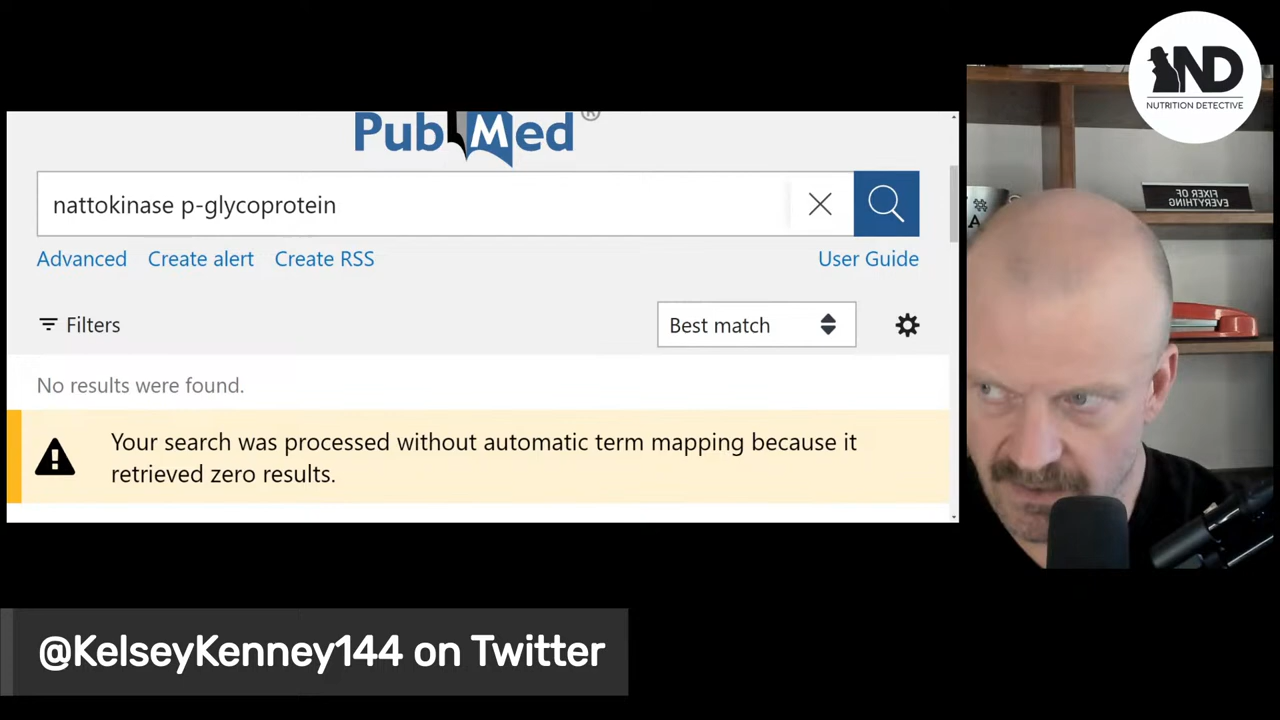 PubMed®
nattokinase p-glycoprotein
Advanced Create alert Create RSS User Guide
Filters Best match
No results were found.
Your search was processed without automatic term mapping because it
retrieved zero results.
ND
NUTRITION DETECTIVE
FIXER OF
EVERYTHING
A
@KelseyKenney144 on Twitter